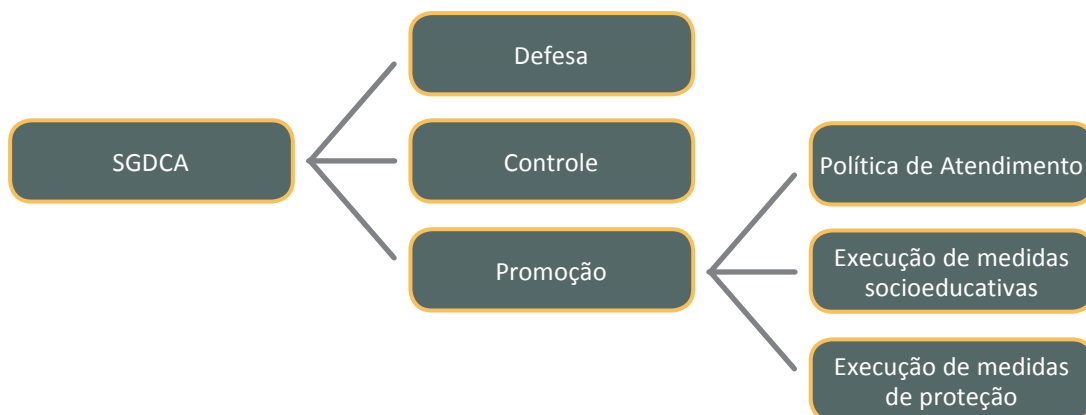 SGDCA
Defesa
Controle
Promoção
Política de Atendimento
Execução de medidas
socioeducativas
Execução de medidas
de proteção